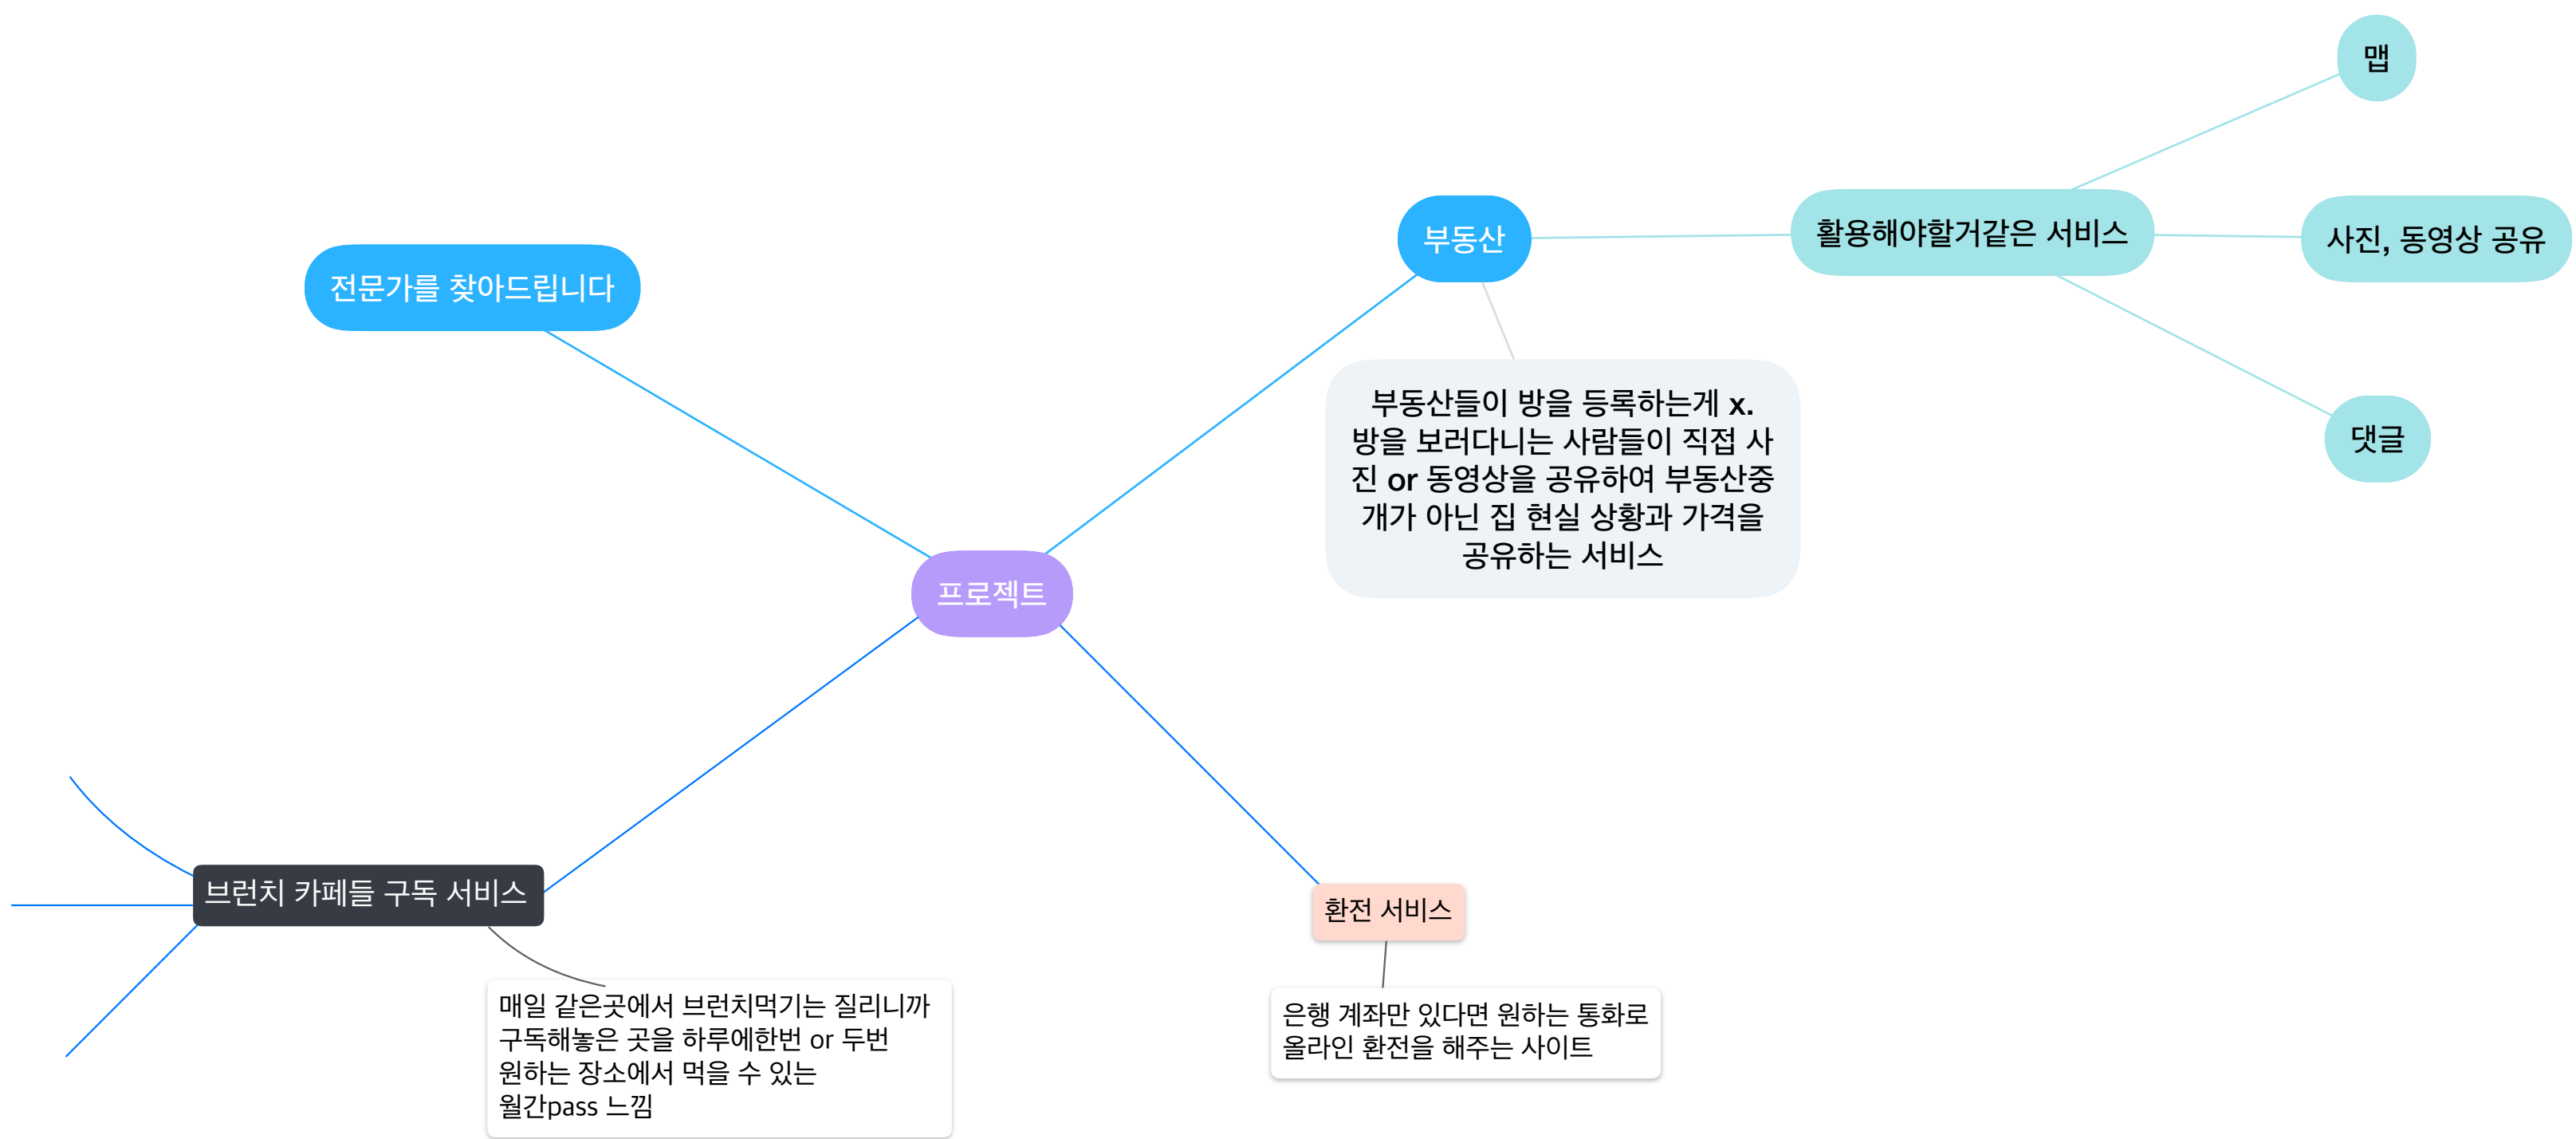 맵
전문가를 찾아드립니다
부동산
활용해야할거같은 서비스
사진, 동영상 공유
댓글
부동산들이 방을 등록하는게 x.
방을 보러다니는 사람들이 직접 사
진 or 동영상을 공유하여 부동산중
개가 아닌 집 현실 상황과 가격을
공유하는 서비스
프로젝트
브런치 카페들 구독 서비스
매일 같은곳에서 브런치먹기는 질리니까
구독해놓은 곳을 하루에한번 or 두번
원하는 장소에서 먹을 수 있는
월간pass 느낌
환전 서비스
은행 계좌만 있다면 원하는 통화로
올라인 환전을 해주는 사이트